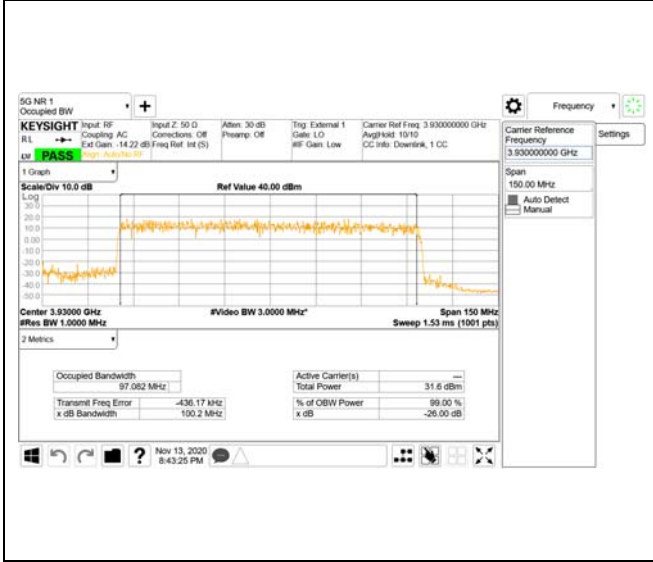 5G NR 1
Occupied BW
Frequency
KEYSIGHT
Input: RF
Input Z: 50 Ω
Atten: 30 dB
Trig: External 1
Carrier Ref Freq: 3.930000000 GHz
R L
Coupling: AC
Corrections: Off
Preamp: Off
Gate: LO
Avg|Hold: 10/10
Ext Gain: -14.22 dB
Freq Ref: Int (S)
#IF Gain: Low
CC Info: Downlink, 1 CC
PASS
Align: Auto/No RF
Carrier Reference
Frequency
3.930000000 GHz
Settings
Span
150.00 MHz
Auto Detect
Manual
1 Graph
Scale/Div 10.0 dB
Ref Value 40.00 dBm
Log
30.0
20.0
10.0
0.00
-10.0
-20.0
-30.0
-40.0
-50.0
Center 3.93000 GHz
#Video BW 3.0000 MHz*
Span 150 MHz
#Res BW 1.0000 MHz
Sweep 1.53 ms (1001 pts)
2 Metrics
Occupied Bandwidth
97.082 MHz
Active Carrier(s)
---
Total Power
31.6 dBm
Transmit Freq Error
-436.17 kHz
% of OBW Power
99.00 %
x dB Bandwidth
100.2 MHz
x dB
-26.00 dB
?
Nov 13, 2020
8:43:25 PM